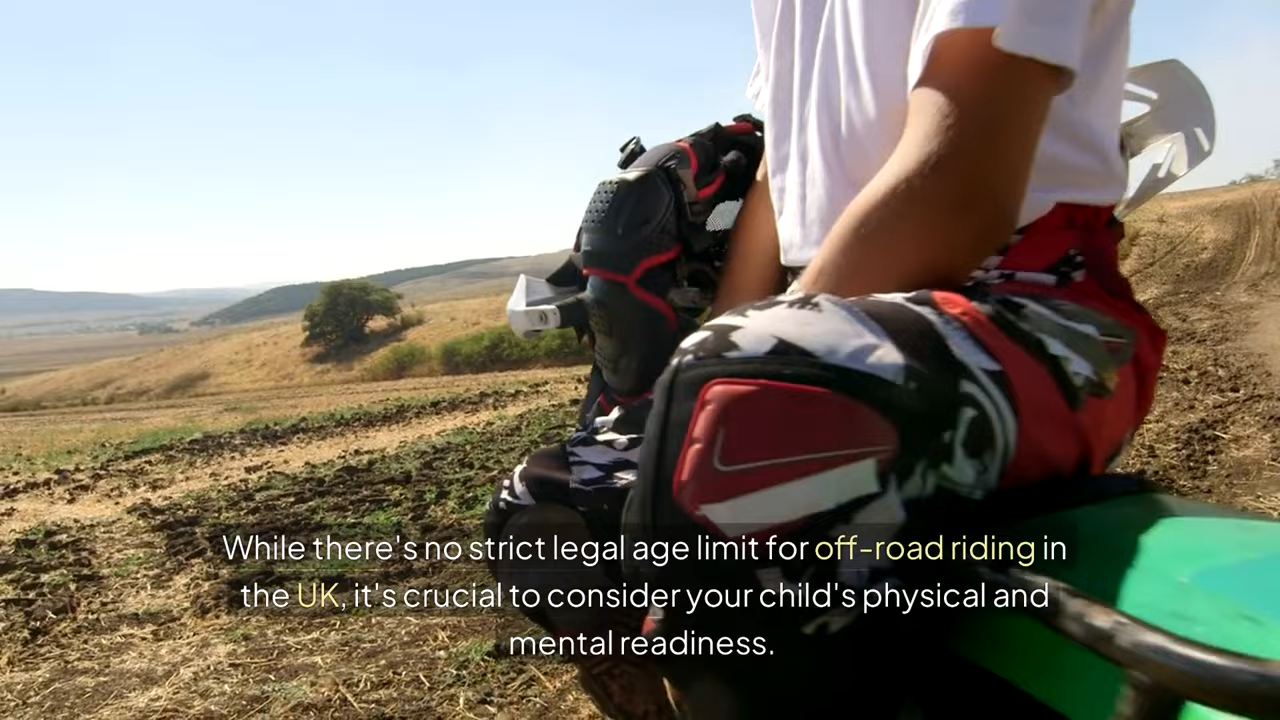 While there's no strict legal age limit for off-road riding in
the UK, it's crucial to consider your child's physical and
mental readiness.